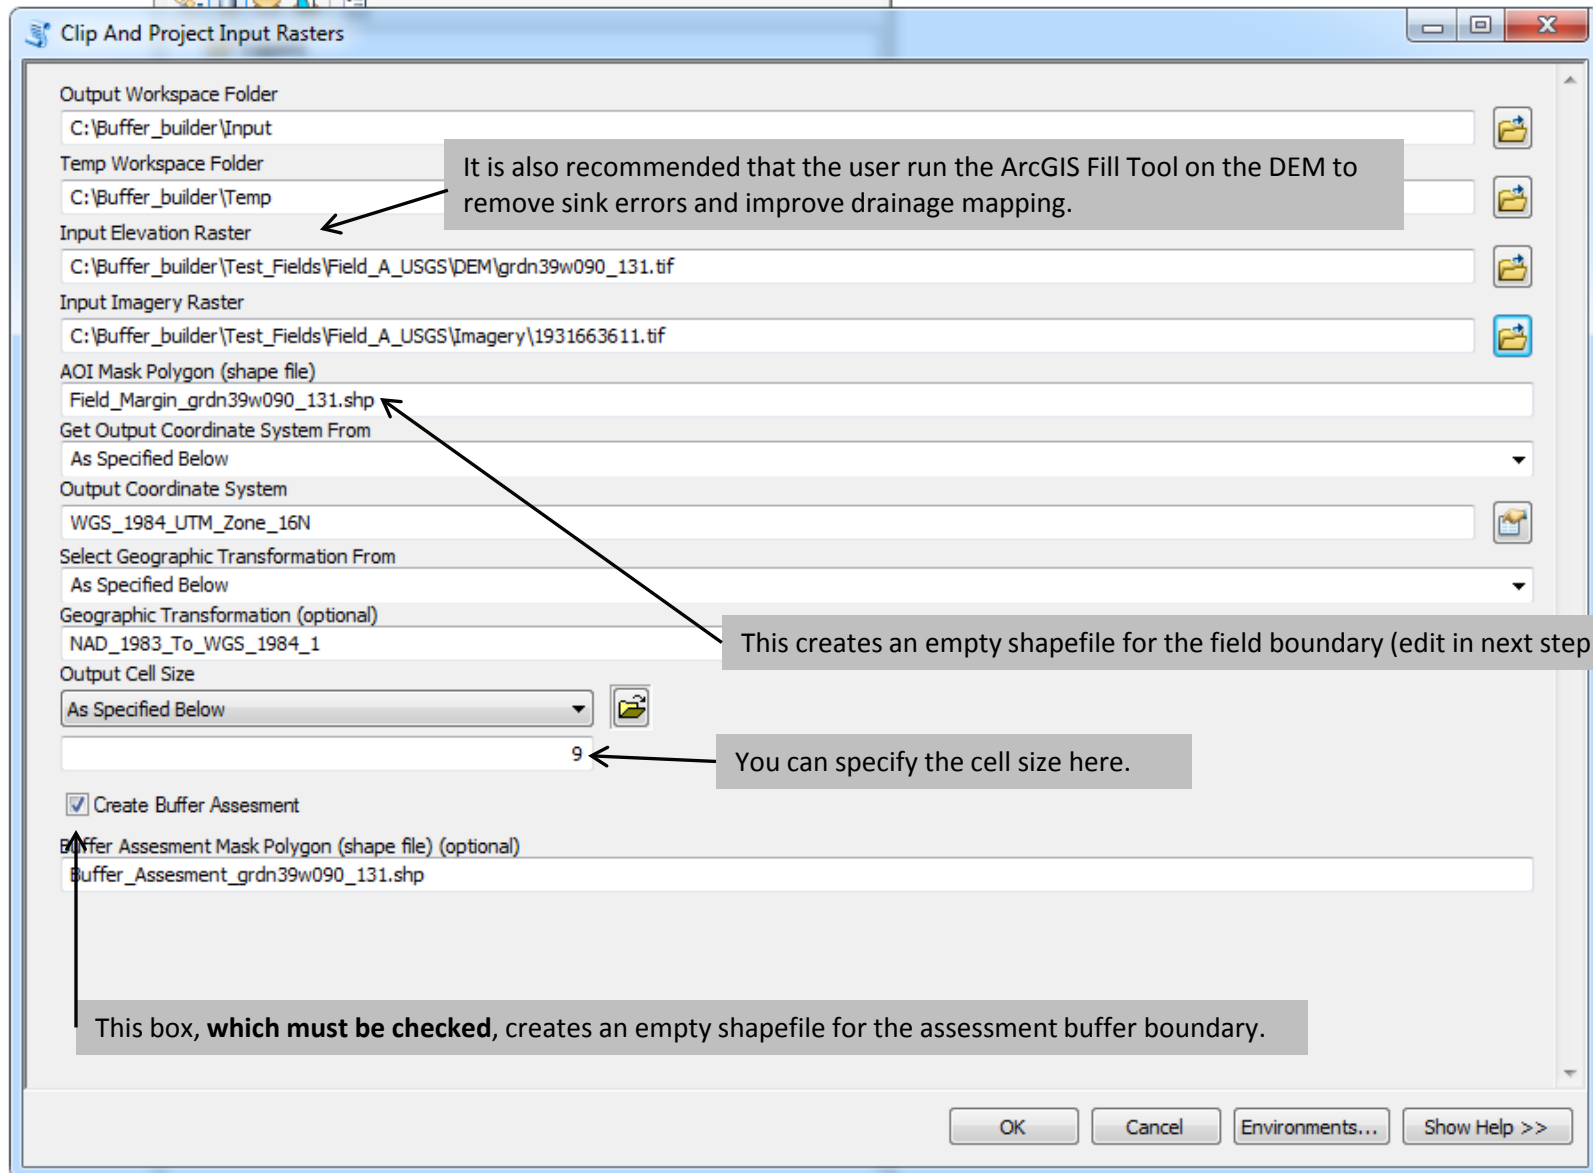 Clip And Project Input Rasters
Output Workspace Folder
C:\Buffer_builder\Input
Temp Workspace Folder
It is also recommended that the user run the ArcGIS Fill Tool on the DEM to
C:\Buffer_builder\Temp
remove sink errors and improve drainage mapping.
Input Elevation Raster
C:\Buffer_builder\Test_Fields\Field_A_USGS\DEM\grdn39w090_131.tif
Input Imagery Raster
C:\Buffer_builder\Test_Fields\Field_A_USGS\Imagery\1931663611.tif
AOI Mask Polygon (shape file)
Field_Margin_grdn39w090_131.shp
Get Output Coordinate System From
As Specified Below
Output Coordinate System
WGS_1984_UTM_Zone_16N
Select Geographic Transformation From
As Specified Below
Geographic Transformation (optional)
NAD_1983_To_WGS_1984_1
This creates an empty shapefile for the field boundary (edit in next step
Output Cell Size
As Specified Below
9
You can specify the cell size here.
Create Buffer Assesment
Buffer Assesment Mask Polygon (shape file) (optional)
Buffer_Assesment_grdn39w090_131.shp
This box, which must be checked, creates an empty shapefile for the assessment buffer boundary.
OK
Cancel
Environments...
Show Help >>